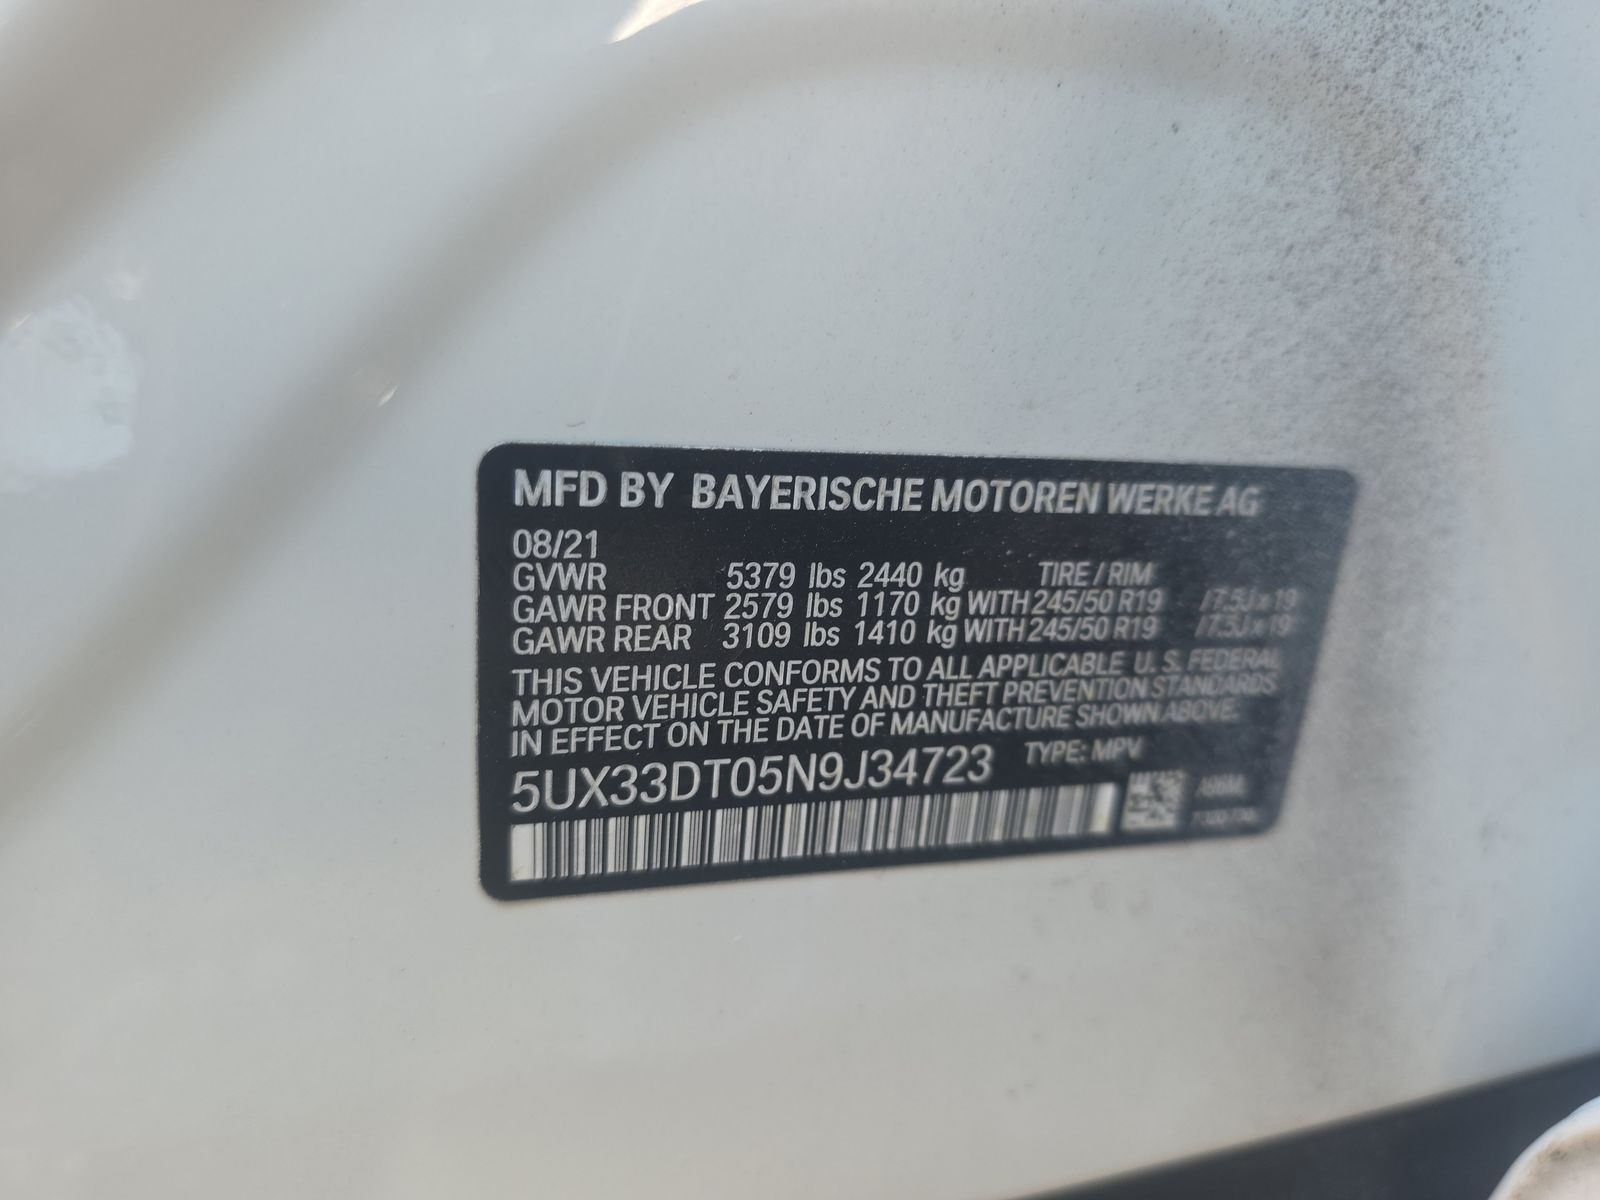 MFD BY BAYERISCHE MOTOREN WERKE AG
08/21
GVWR 5379 lbs 2440 kg TIRE / RIM
GAWR FRONT 2579 lbs 1170 kg WITH 245/50 R19 /7.5J x 19
GAWR REAR 3109 lbs 1410 kg WITH 245/50 R19 /7.5J x 19
THIS VEHICLE CONFORMS TO ALL APPLICABLE U. S. FEDERAL
MOTOR VEHICLE SAFETY AND THEFT PREVENTION STANDARDS
IN EFFECT ON THE DATE OF MANUFACTURE SHOWN ABOVE.
5UX33DT05N9J34723 TYPE: MPV